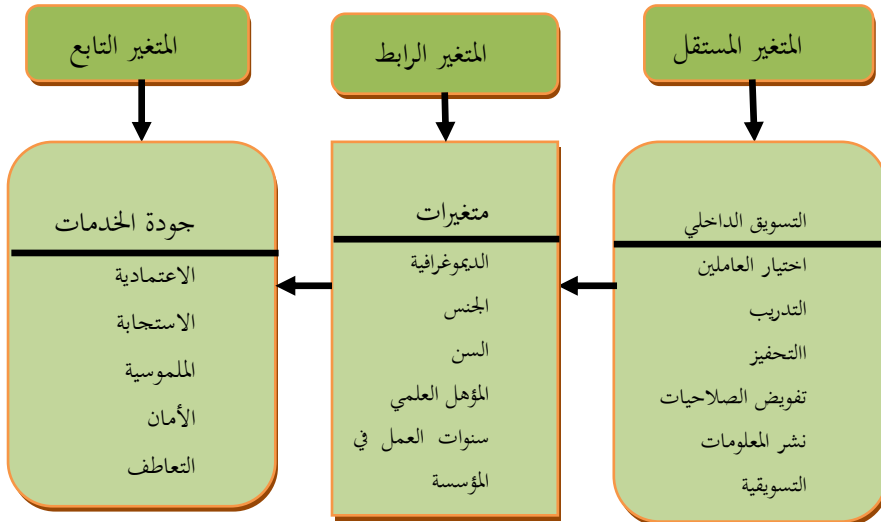 المتغير المستقل
المتغير الرابط
المتغير التابع
التسويق الداخلي
اختيار العاملين
التدريب
االتحفيز
تفويض الصلاحيات
نشر المعلومات
التسويقية
متغيرات
الديموغرافية
الجنس
السن
المؤهل العلمي
سنوات العمل في
المؤسسة
جودة الخدمات
الاعتمادية
الاستجابة
الملموسية
الأمان
التعاطف